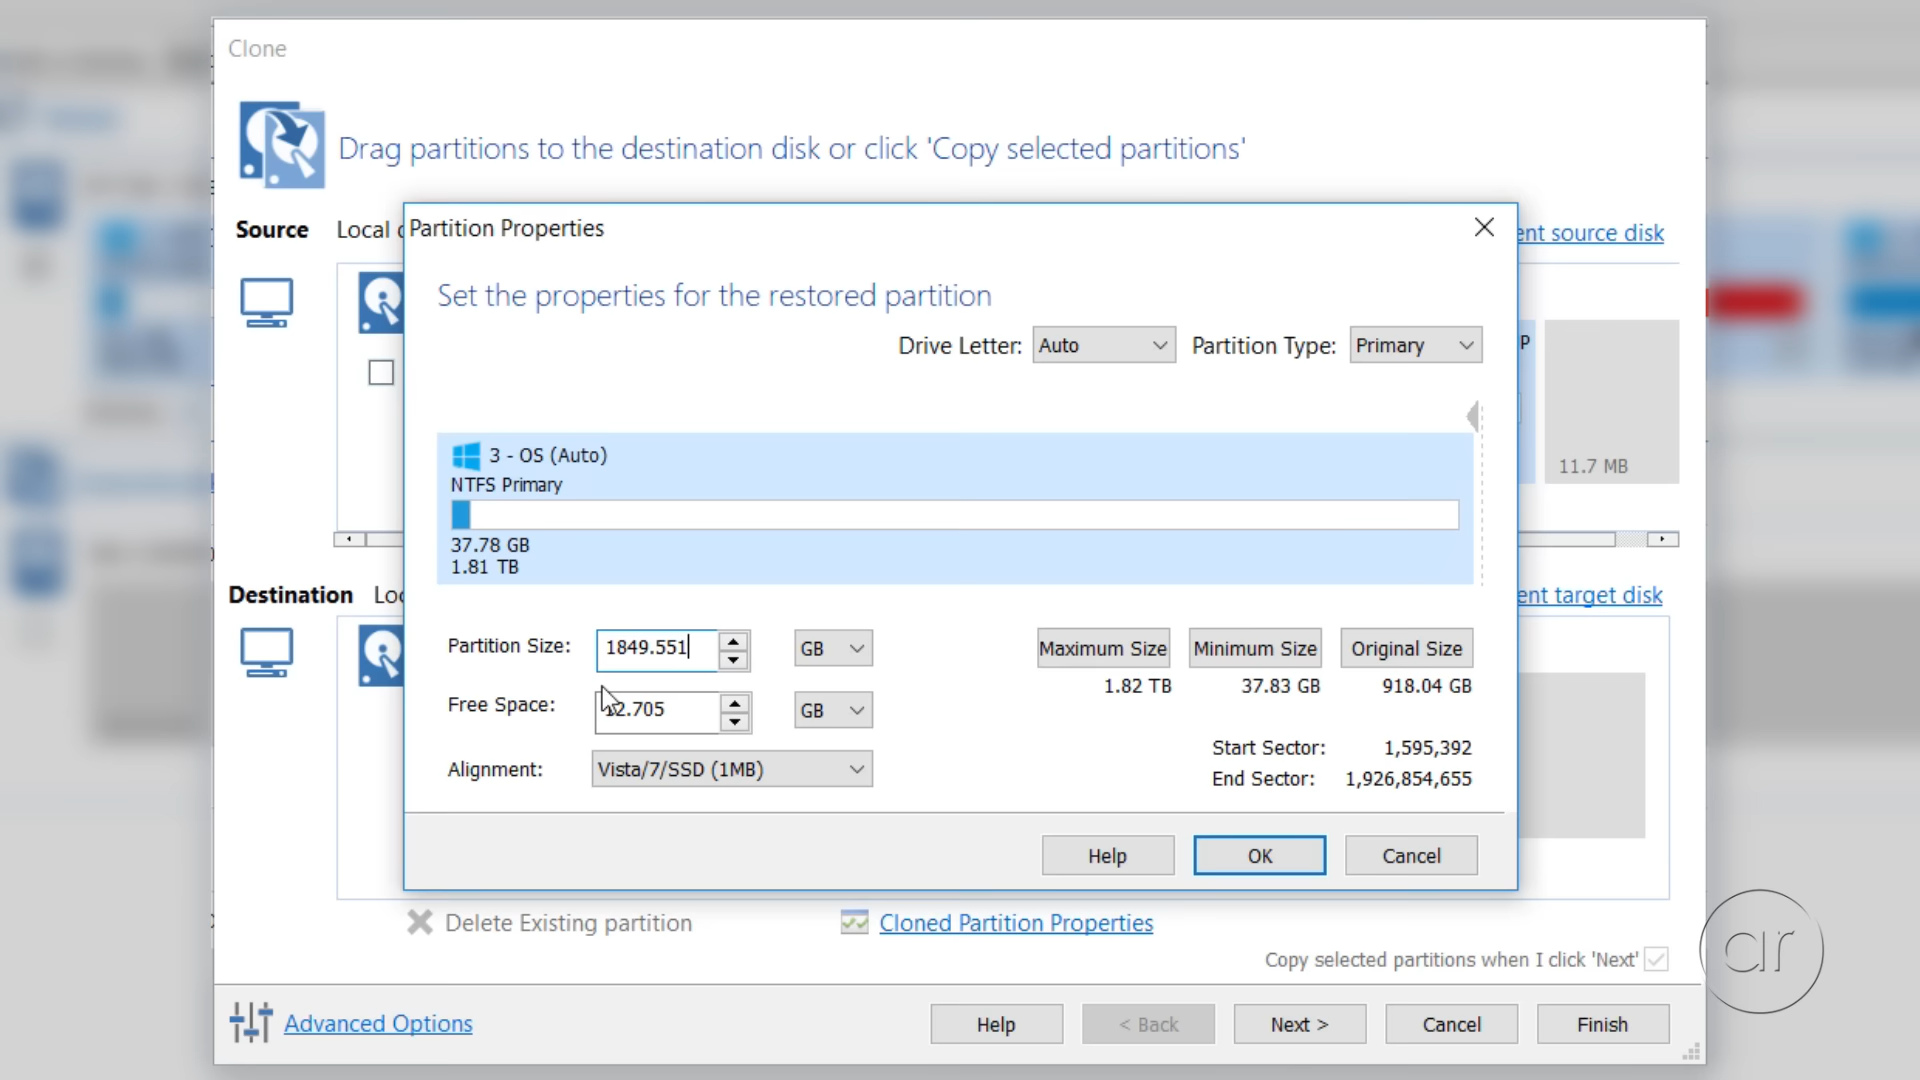 Clone
Drag partitions to the destination disk or click 'Copy selected partitions'
Source
Local
ent source disk
Partition Properties
Set the properties for the restored partition
Drive Letter: Auto
Partition Type: Primary
P
11.7 MB
3 - OS (Auto)
NTFS Primary
37.78 GB
1.81 TB
Destination
ent target disk
Partition Size: 1849.551 GB
Maximum Size
Minimum Size
Original Size
1.82 TB
37.83 GB
918.04 GB
Free Space: 2.705 GB
Start Sector: 1,595,392
Alignment: Vista/7/SSD (1MB)
End Sector: 1,926,854,655
Help
OK
Cancel
Delete Existing partition
Cloned Partition Properties
Copy selected partitions when I click 'Next'
ar
Advanced Options
Help
< Back
Next >
Cancel
Finish